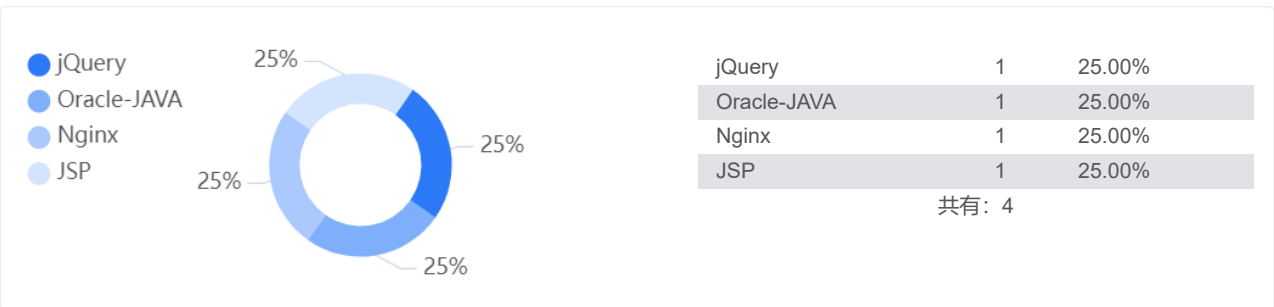 jQuery
Oracle-JAVA
Nginx
JSP
25%
25%
25%
25%
jQuery 1 25.00%
Oracle-JAVA 1 25.00%
Nginx 1 25.00%
JSP 1 25.00%
共有：4